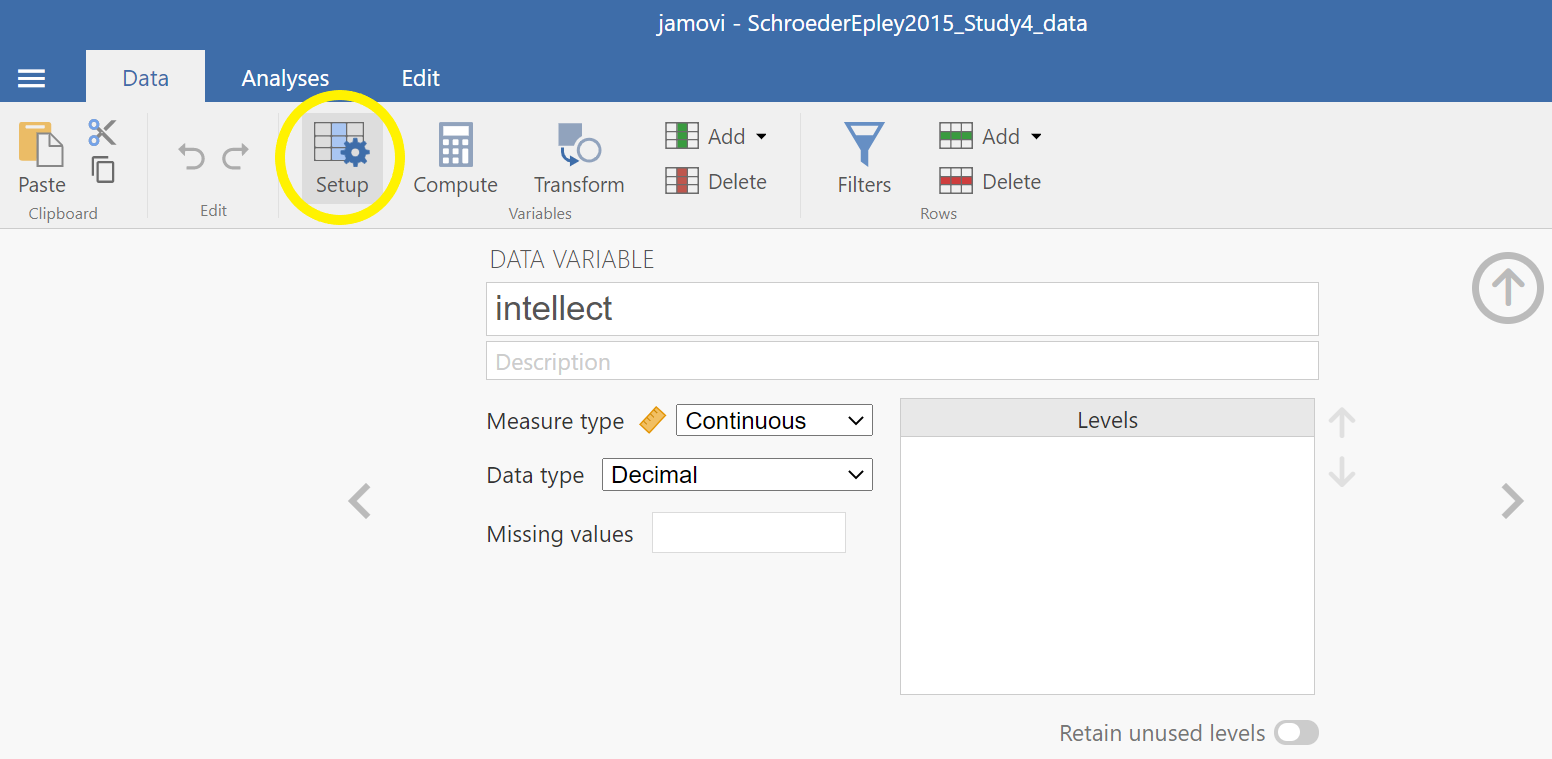 jamovi - SchroederEpley2015_Study4_data
Data Analyses Edit
Paste
Clipboard
Edit
Setup Compute Transform
Add
Delete
Variables
Filters
Add
Delete
Rows
DATA VARIABLE
intellect
Description
Measure type Continuous
Data type Decimal
Missing values
Levels
Retain unused levels